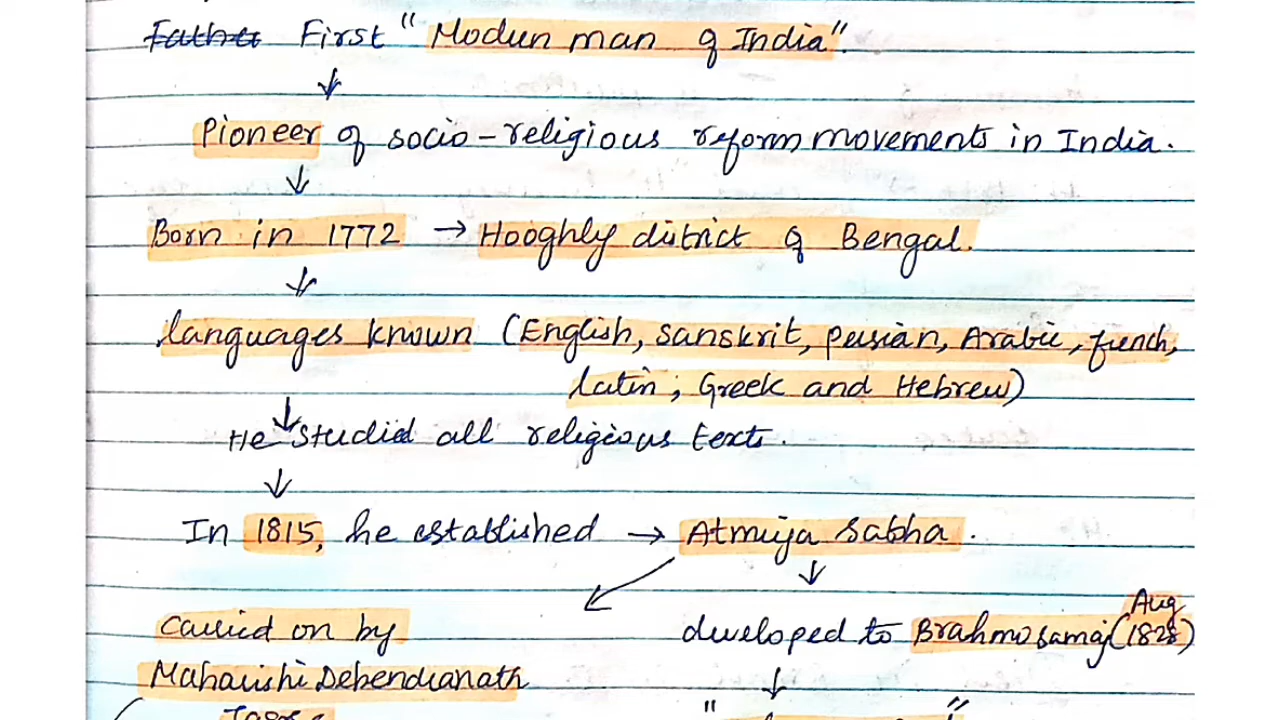 Father First "Modern man of India".
Pioneer of socio-religious reform movements in India.
Born in 1772 → Hooghly district of Bengal.
languages known (English, sanskrit, persian, Arabic, french,
latin, Greek and Hebrew)
He studied all religious texts.
In 1815, he established → Atmiya Sabha.
carried on by
Maharishi Debendranath
developed to Brahmo samaj (Aug 1828)